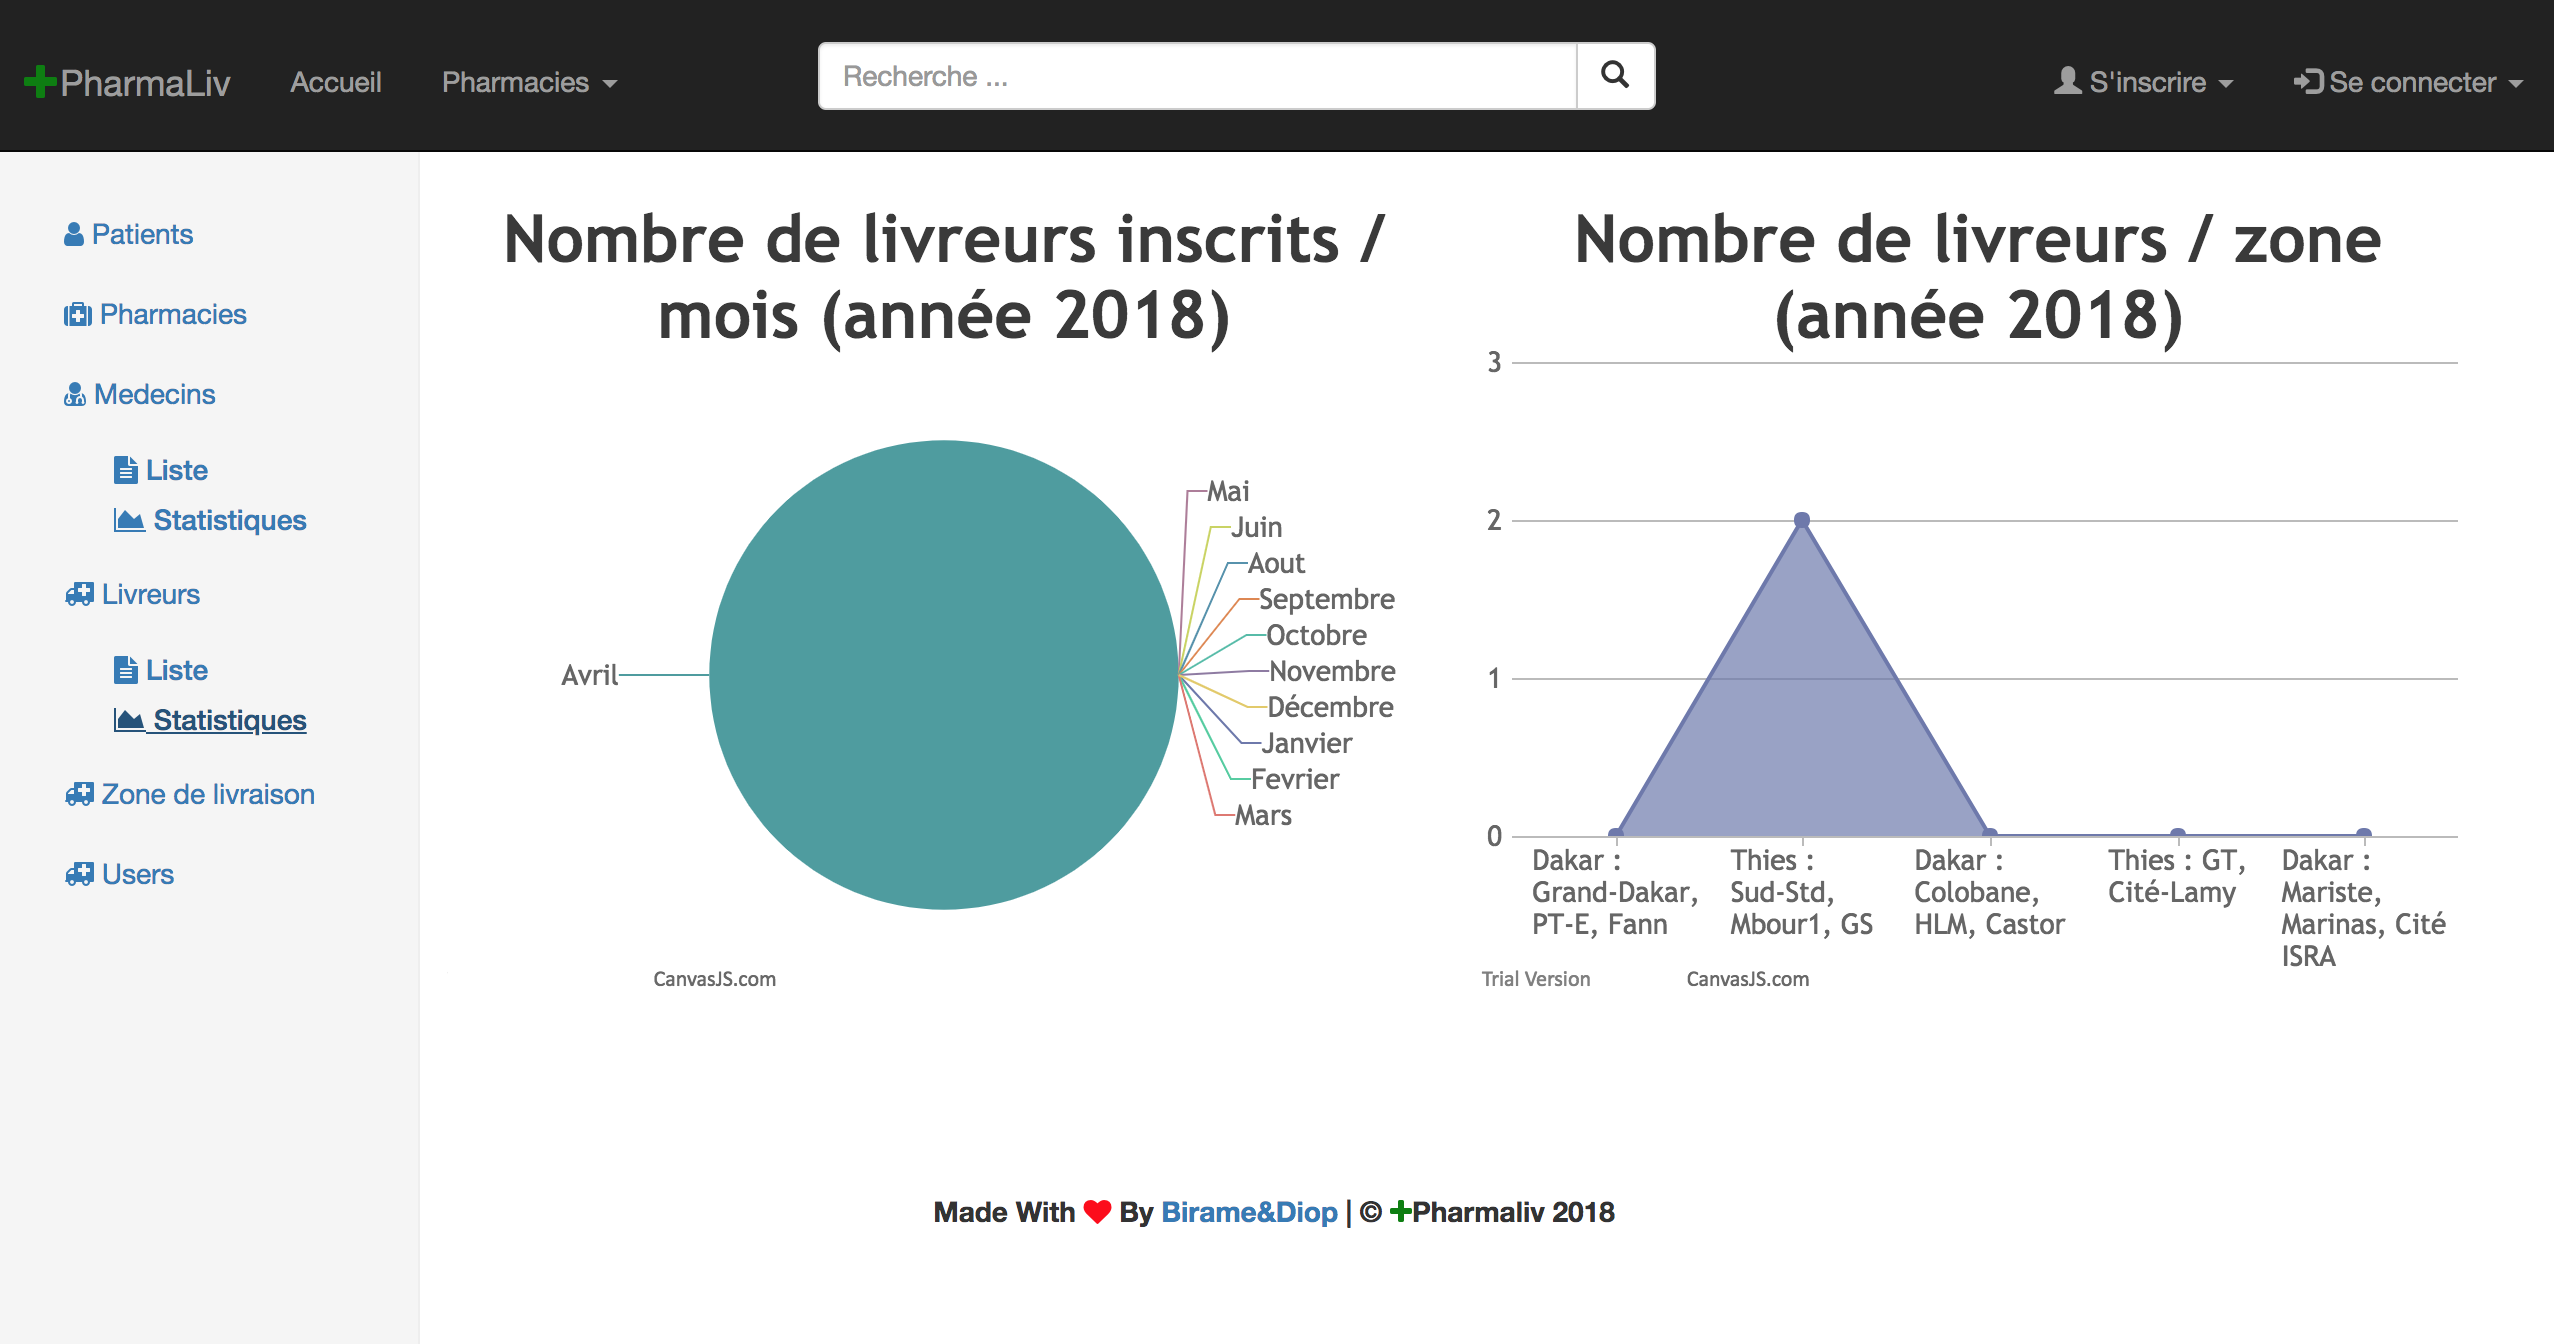 PharmaLiv
Accueil
Pharmacies
Recherche ...
S'inscrire
Se connecter
Patients
Pharmacies
Medecins
Liste
Statistiques
Livreurs
Liste
Statistiques
Zone de livraison
Users
Nombre de livreurs inscrits /
mois (année 2018)
Avril
Mai
Juin
Aout
Septembre
Octobre
Novembre
Décembre
Janvier
Fevrier
Mars
CanvasJS.com
Nombre de livreurs / zone
(année 2018)
3
2
1
0
Dakar :
Grand-Dakar,
PT-E, Fann
Thies :
Sud-Std,
Mbour1, GS
Dakar :
Colobane,
HLM, Castor
Thies : GT,
Cité-Lamy
Dakar :
Mariste,
Marinas, Cité
ISRA
Trial Version
CanvasJS.com
Made With ❤ By Birame&Diop | © +Pharmaliv 2018